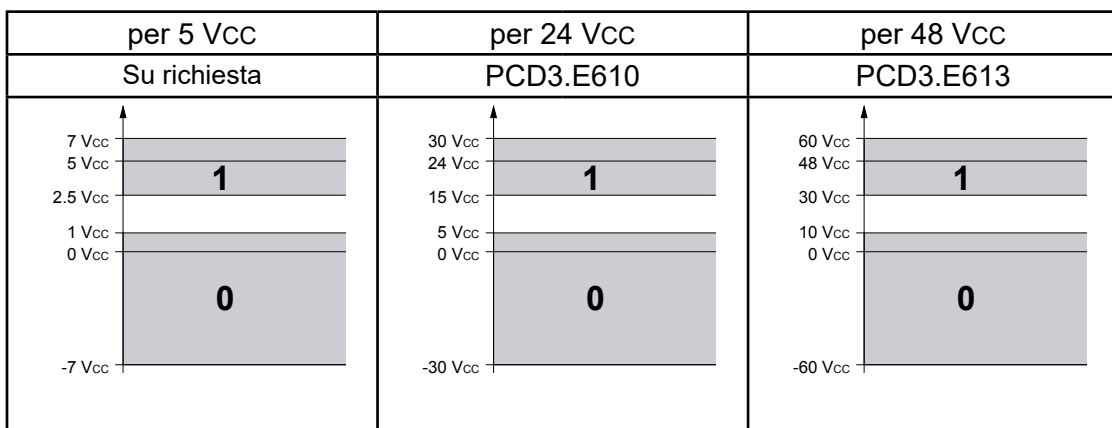 per 5 VCC
per 24 VCC
per 48 VCC
Su richiesta
PCD3.E610
PCD3.E613
7 Vcc
5 Vcc
1
2.5 Vcc
1 Vcc
0 Vcc
0
-7 Vcc
30 Vcc
24 Vcc
1
15 Vcc
5 Vcc
0 Vcc
0
-30 Vcc
60 Vcc
48 Vcc
1
30 Vcc
10 Vcc
0 Vcc
0
-60 Vcc